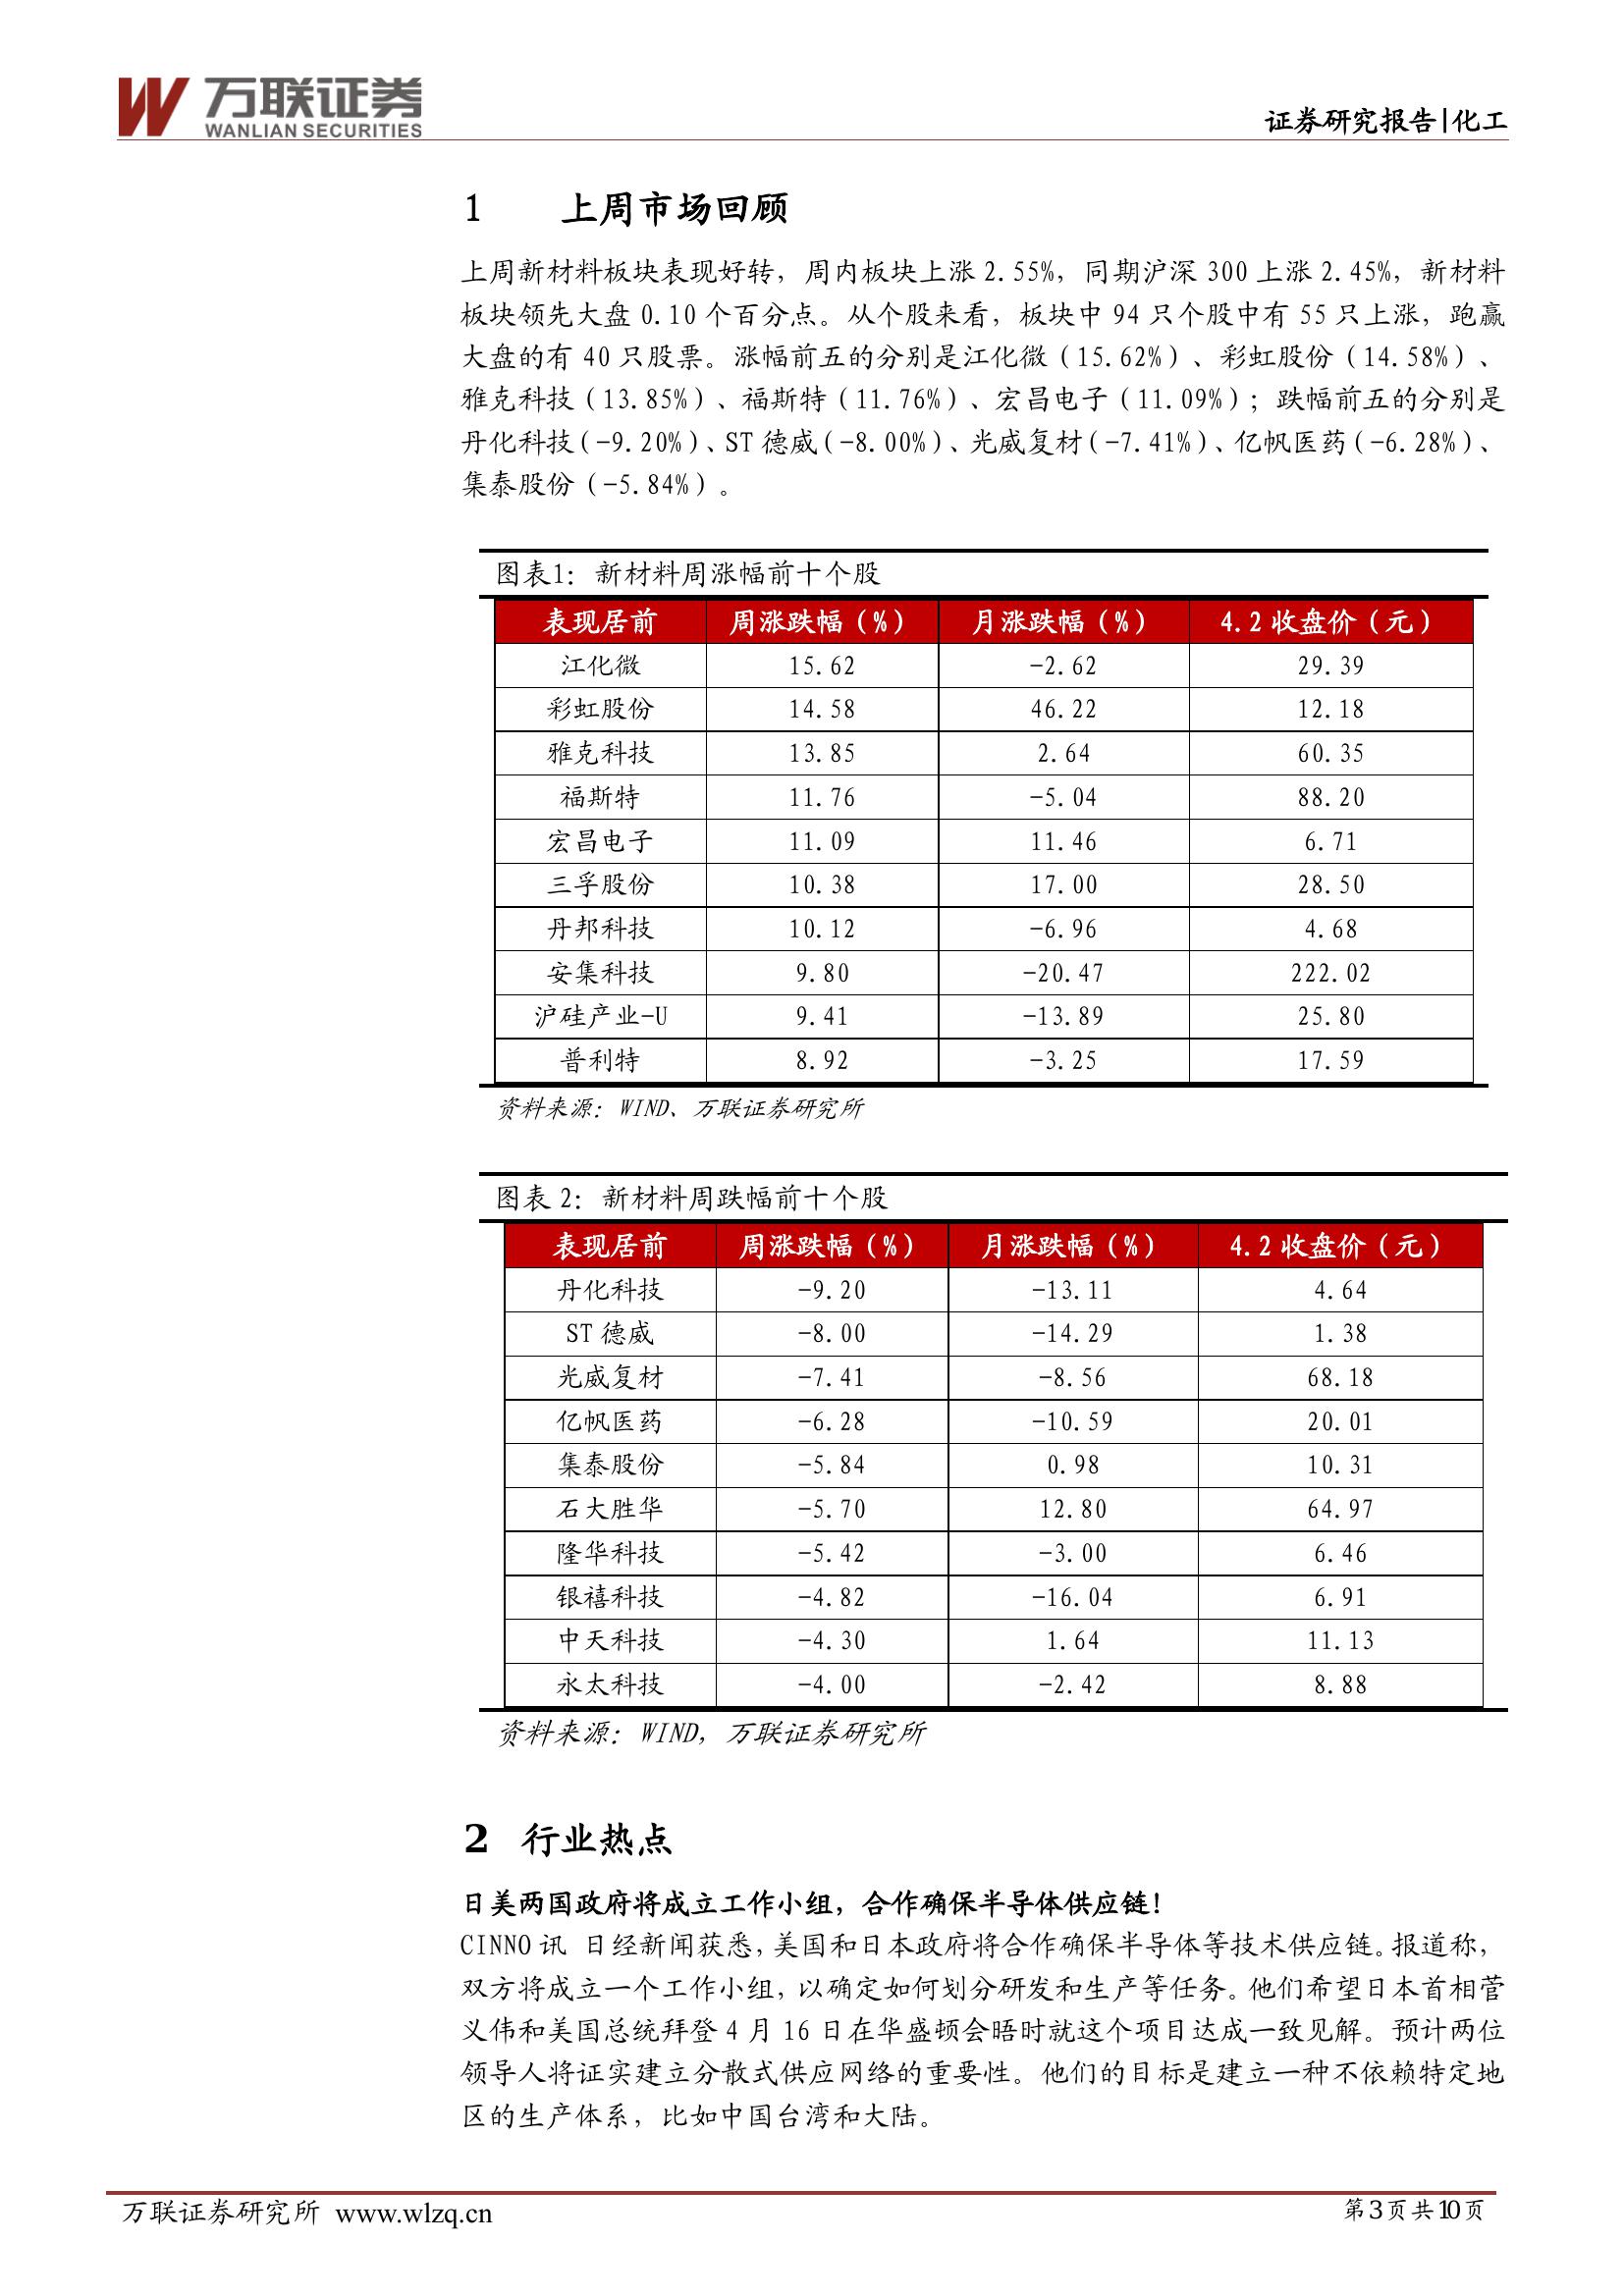 万联证券
WANLIAN SECURITIES
证券研究报告|化工
1 上周市场回顾
上周新材料板块表现好转，周内板块上涨 2.55%，同期沪深 300 上涨 2.45%，新材料
板块领先大盘 0.10 个百分点。从个股来看，板块中 94 只个股中有 55 只上涨，跑赢
大盘的有 40 只股票。涨幅前五的分别是江化微（15.62%）、彩虹股份（14.58%）、
雅克科技（13.85%）、福斯特（11.76%）、宏昌电子（11.09%）；跌幅前五的分别是
丹化科技（-9.20%）、ST 德威（-8.00%）、光威复材（-7.41%）、亿帆医药（-6.28%）、
集泰股份（-5.84%）。
图表1：新材料周涨幅前十个股
表现居前 周涨跌幅（%） 月涨跌幅（%） 4.2 收盘价（元）
江化微 15.62 -2.62 29.39
彩虹股份 14.58 46.22 12.18
雅克科技 13.85 2.64 60.35
福斯特 11.76 -5.04 88.20
宏昌电子 11.09 11.46 6.71
三孚股份 10.38 17.00 28.50
丹邦科技 10.12 -6.96 4.68
安集科技 9.80 -20.47 222.02
沪硅产业-U 9.41 -13.89 25.80
普利特 8.92 -3.25 17.59
资料来源：WIND、万联证券研究所
图表 2：新材料周跌幅前十个股
表现居前 周涨跌幅（%） 月涨跌幅（%） 4.2 收盘价（元）
丹化科技 -9.20 -13.11 4.64
ST 德威 -8.00 -14.29 1.38
光威复材 -7.41 -8.56 68.18
亿帆医药 -6.28 -10.59 20.01
集泰股份 -5.84 0.98 10.31
石大胜华 -5.70 12.80 64.97
隆华科技 -5.42 -3.00 6.46
银禧科技 -4.82 -16.04 6.91
中天科技 -4.30 1.64 11.13
永太科技 -4.00 -2.42 8.88
资料来源：WIND，万联证券研究所
2 行业热点
日美两国政府将成立工作小组，合作确保半导体供应链！
CINNO 讯 日经新闻获悉，美国和日本政府将合作确保半导体等技术供应链。报道称，
双方将成立一个工作小组，以确定如何划分研发和生产等任务。他们希望日本首相菅
义伟和美国总统拜登 4 月 16 日在华盛顿会晤时就这个项目达成一致见解。预计两位
领导人将证实建立分散式供应网络的重要性。他们的目标是建立一种不依赖特定地
区的生产体系，比如中国台湾和大陆。
万联证券研究所 www.wlzq.cn
第 3 页 共 10 页